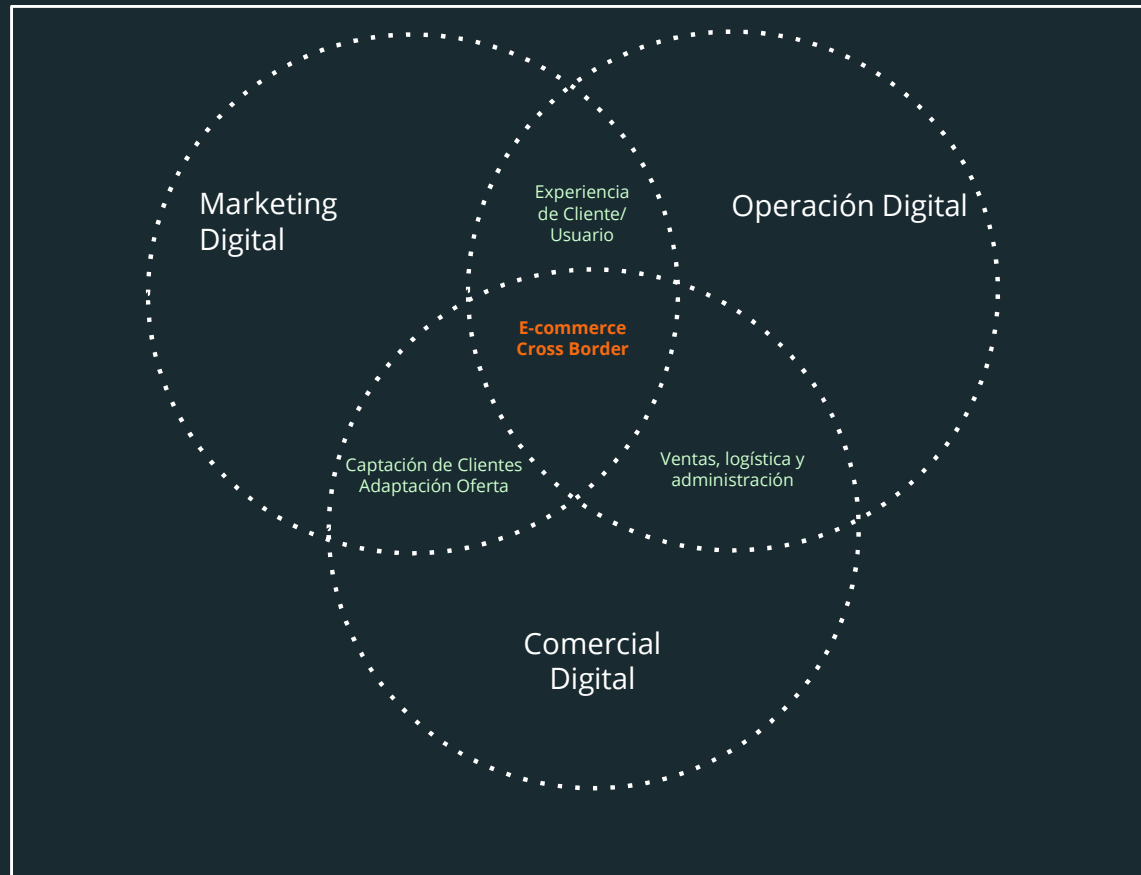 Marketing
Digital
Experiencia
de Cliente/
Usuario
Operación Digital
E-commerce
Cross Border
Captación de Clientes
Adaptación Oferta
Ventas, logística y
administración
Comercial
Digital